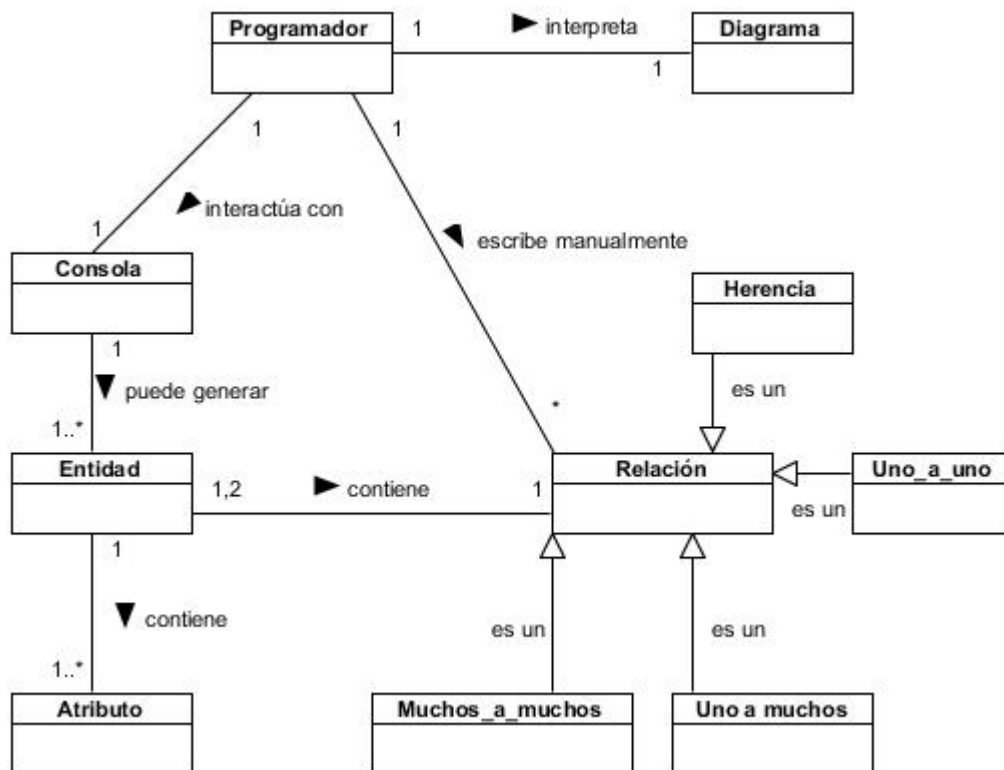 Programador
1
interpreta
Diagrama
1
1
1
interactúa con
1
escribe manualmente
Consola
Herencia
1
puede generar
es un
*
1..*
Entidad
Relación
Uno_a_uno
1,2
contiene
1
es un
1
contiene
es un
es un
1..*
Atributo
Muchos_a_muchos
Uno a muchos